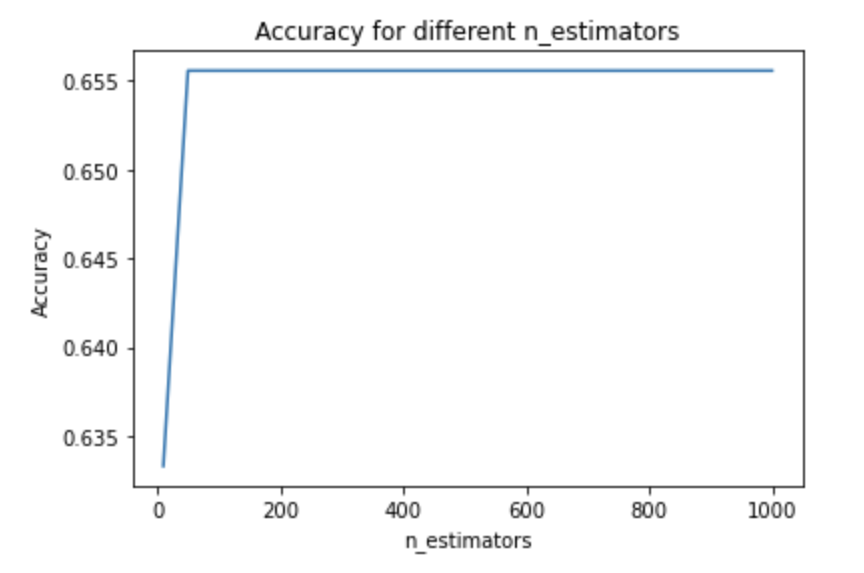 Accuracy for different n_estimators
0.655
0.650
0.645
0.640
0.635
Accuracy
0 200 400 600 800 1000
n_estimators